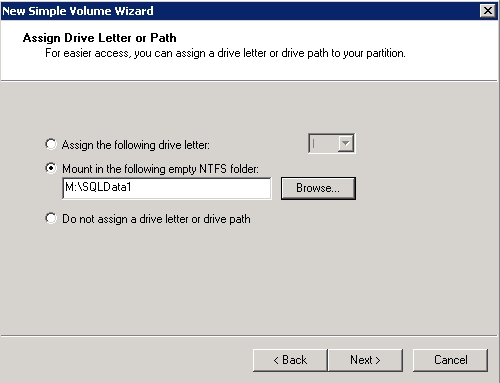 New Simple Volume Wizard
Assign Drive Letter or Path
For easier access, you can assign a drive letter or drive path to your partition.
Assign the following drive letter:
I
Mount in the following empty NTFS folder:
M:\SQLData1
Browse...
Do not assign a drive letter or drive path
< Back
Next >
Cancel